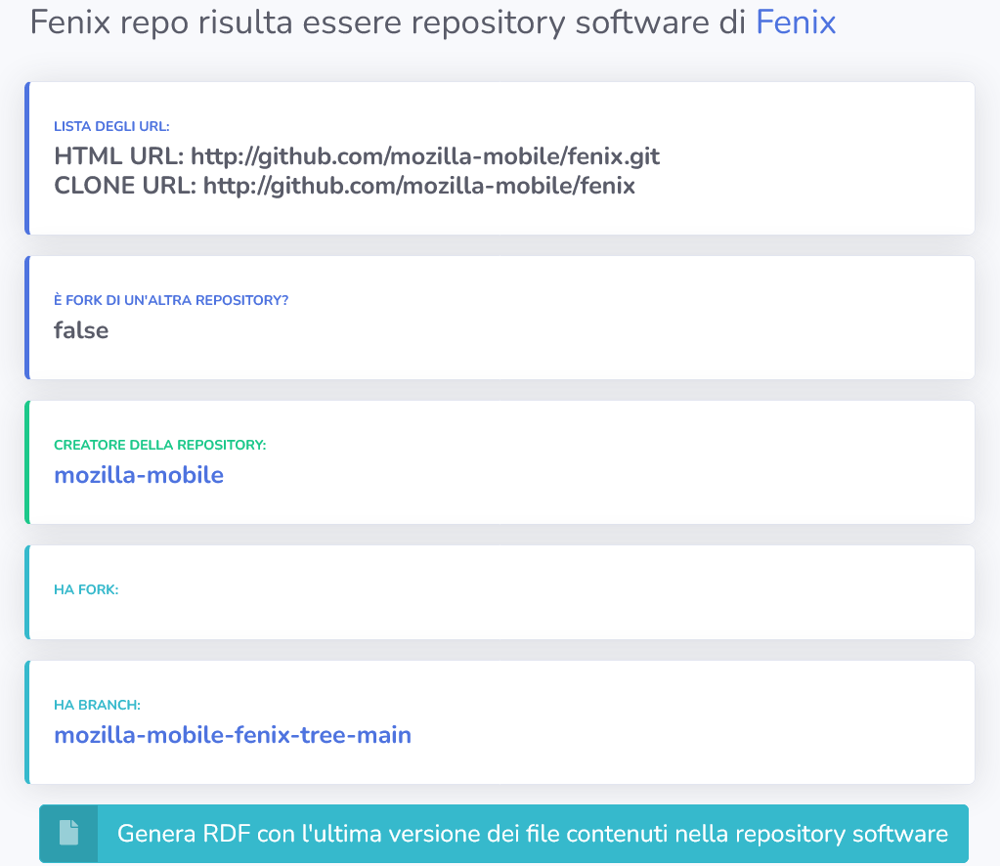 Fenix repo risulta essere repository software di Fenix
LISTA DEGLI URL:
HTML URL: http://github.com/mozilla-mobile/fenix.git
CLONE URL: http://github.com/mozilla-mobile/fenix
È FORK DI UN'ALTRA REPOSITORY?
false
CREATORE DELLA REPOSITORY:
mozilla-mobile
HA FORK:
HA BRANCH:
mozilla-mobile-fenix-tree-main
Genera RDF con l'ultima versione dei file contenuti nella repository software